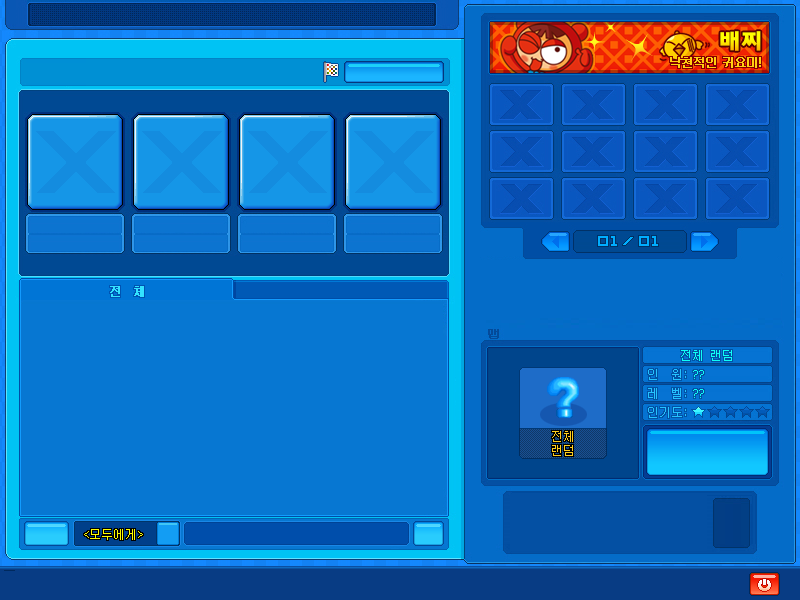 배찌
낙천적인 귀요미!
01 / 01
맵
전체 랜덤
인 원: ??
레 벨: ??
인기도:
?
전체
랜덤
전 체
<모두에게>